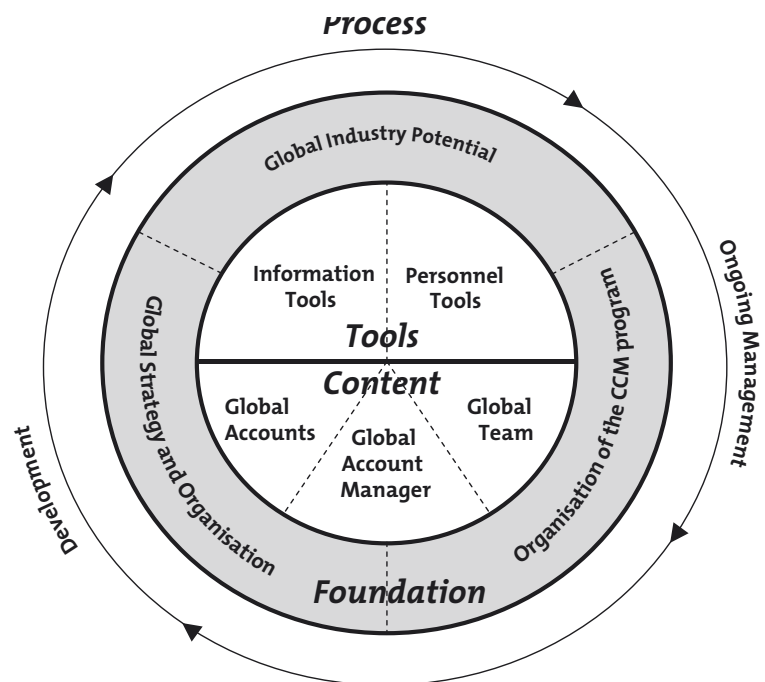 Process
Global Industry Potential
Information
Tools
Personnel
Tools
Tools
Content
Global
Accounts
Global
Account
Manager
Global
Team
Global Strategy and Organisation
Organisation of the CCM program
Foundation
Development
Ongoing Management